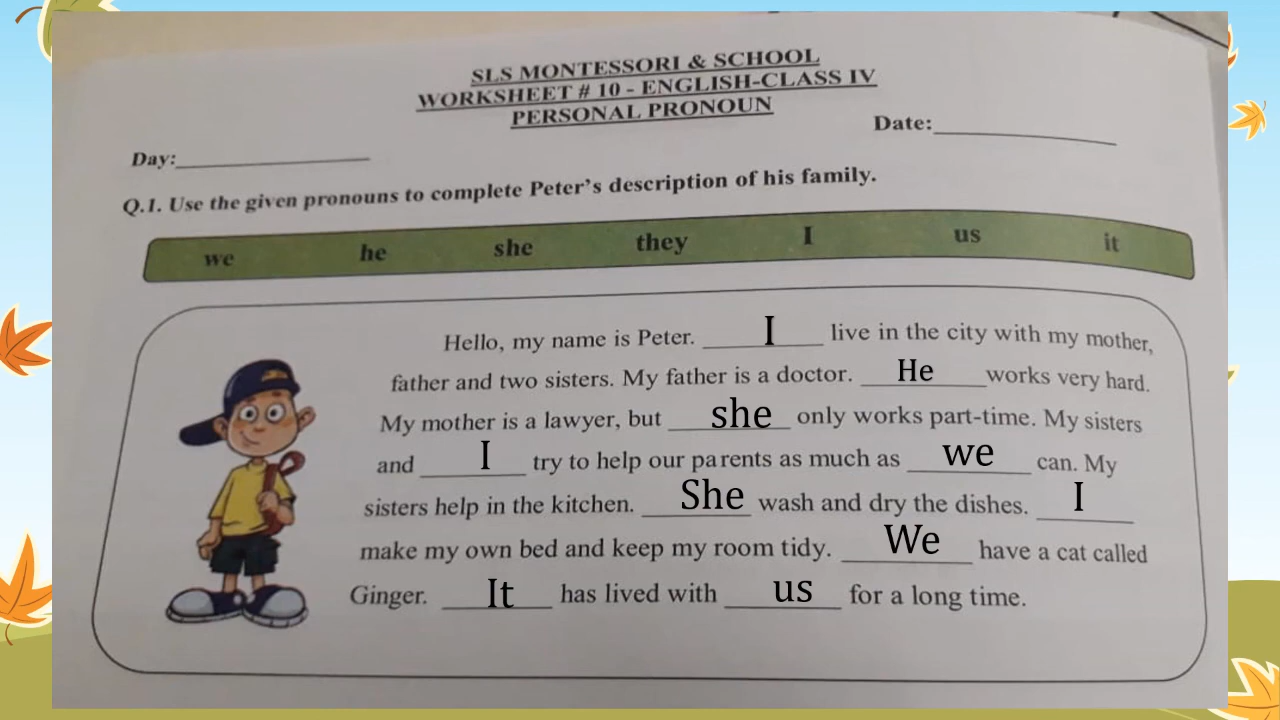 SLS MONTESSORI & SCHOOL
WORKSHEET # 10 - ENGLISH-CLASS IV
PERSONAL PRONOUN
Day:____________ Date:____________
Q.1. Use the given pronouns to complete Peter's description of his family.
we he she they I us it
Hello, my name is Peter. I live in the city with my mother,
father and two sisters. My father is a doctor. He works very hard.
My mother is a lawyer, but she only works part-time. My sisters
and I try to help our parents as much as we can. My
sisters help in the kitchen. She wash and dry the dishes. I
make my own bed and keep my room tidy. We have a cat called
Ginger. It has lived with us for a long time.